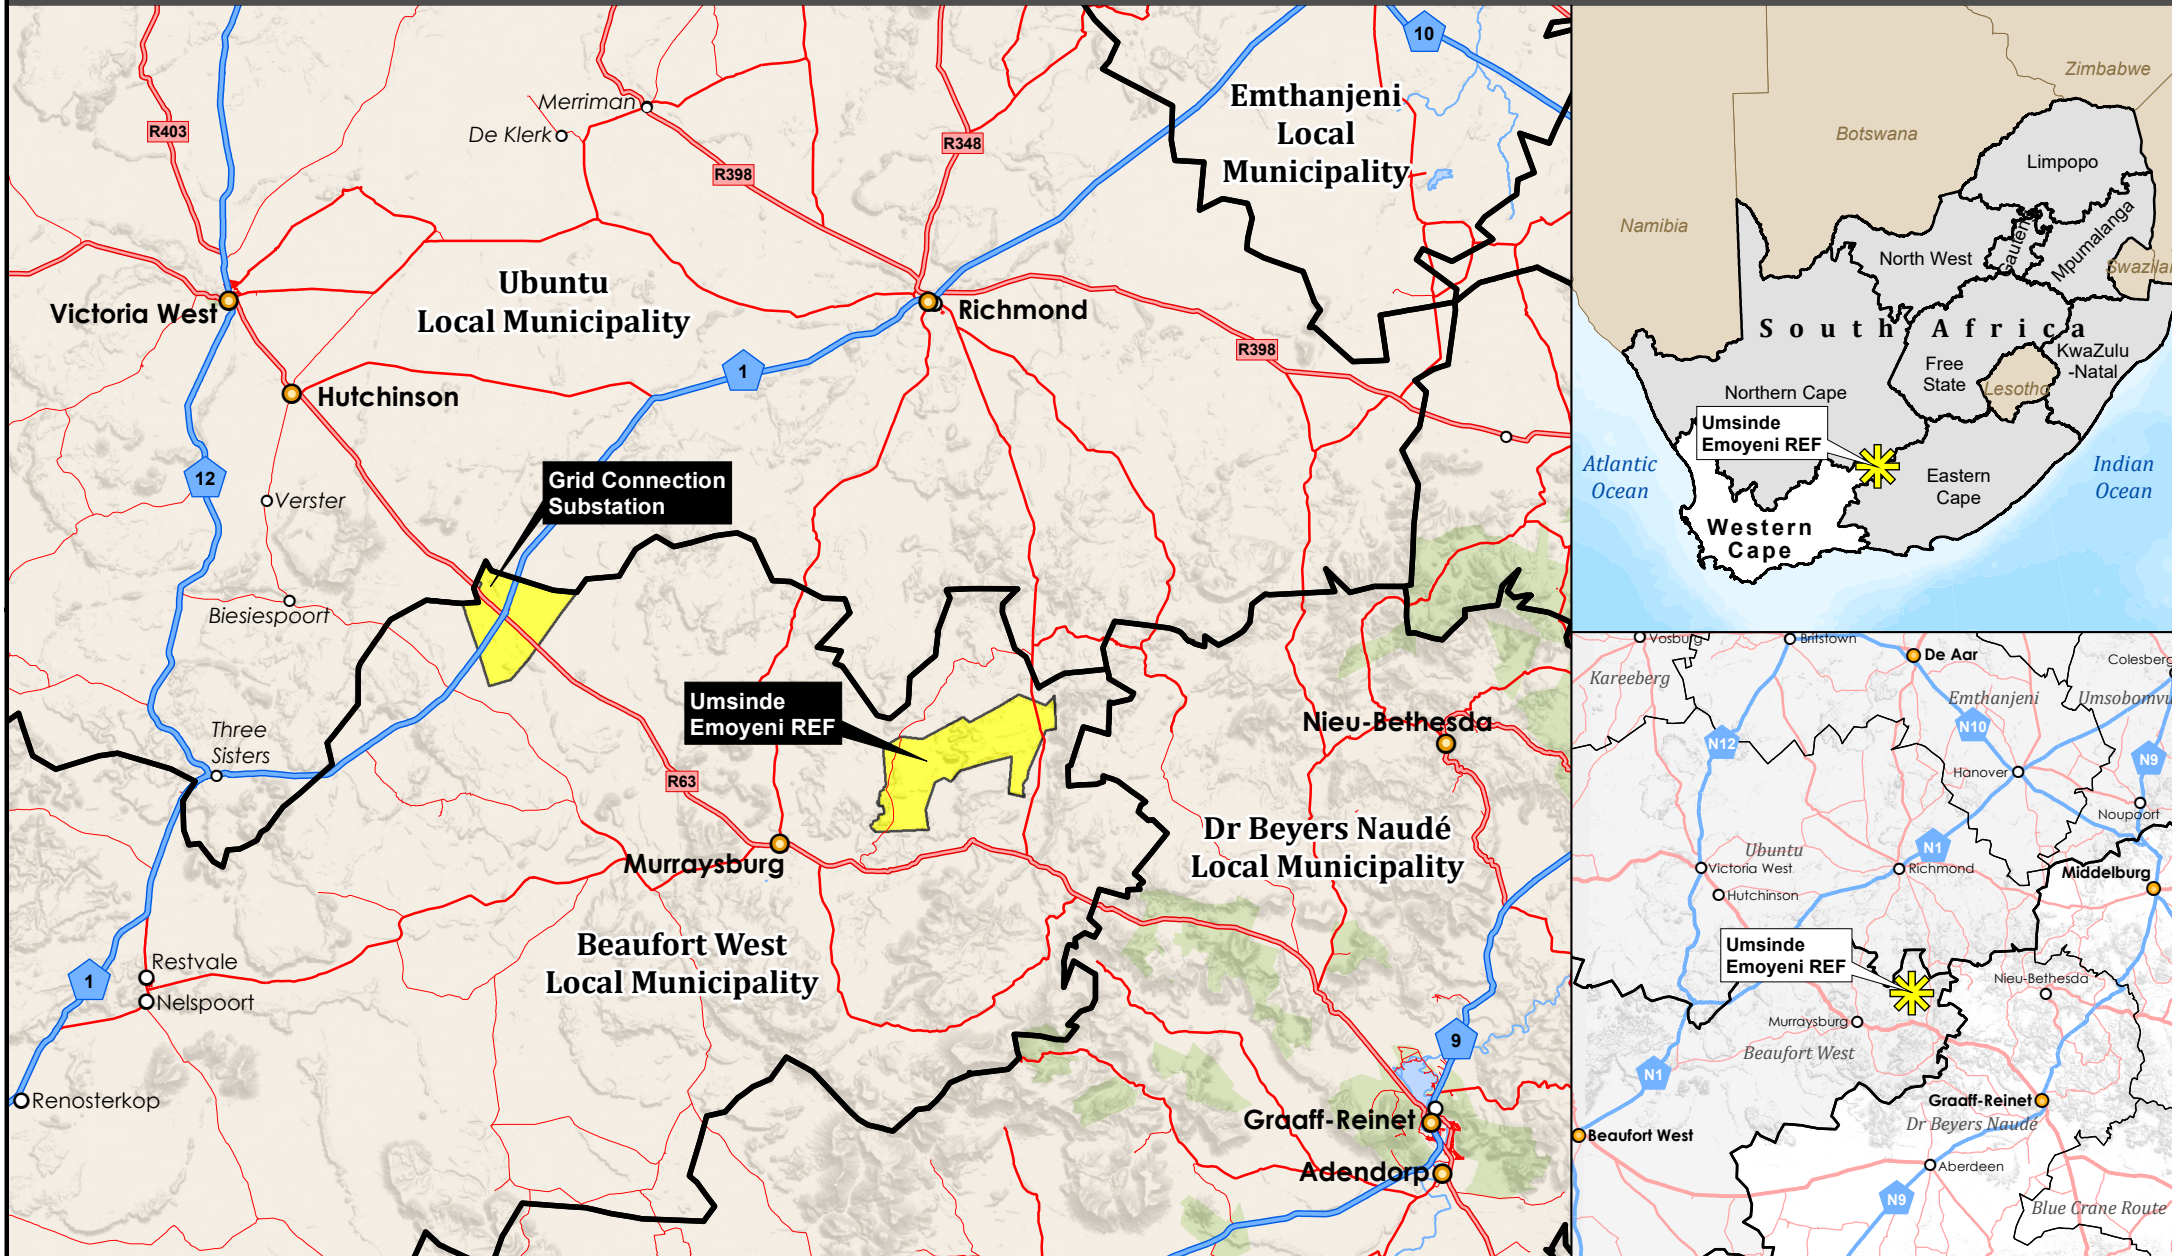 10
Emthanjeni
Local
Municipality
Merriman
De Klerk
R403
R348
R398
Ubuntu
Local Municipality
Victoria West
Richmond
R398
1
Hutchinson
12
Verster
Grid Connection
Substation
Biesiespoort
Three
Sisters
Umsinde
Emoyeni REF
Nieu-Bethesda
R63
Murraysburg
Dr Beyers Naudé
Local Municipality
Beaufort West
Local Municipality
Restvale
1
Nelspoort
Renosterkop
9
Graaff-Reinet
Adendorp
Zimbabwe
Botswana
Limpopo
Namibia
Gauteng
Mpumalanga
North West
South Africa
KwaZulu
-Natal
Free
State
Lesotho
Northern Cape
Umsinde
Emoyeni REF
Atlantic
Ocean
Eastern
Cape
Indian
Ocean
Western
Cape
Vosburg
Britstown
De Aar
Colesberg
Kareeberg
Emthanjeni
N10
N12
N9
Hanover
Noupoort
N1
Ubuntu
Victoria West
Richmond
Middelburg
Hutchinson
Umsinde
Emoyeni REF
Nieu-Bethesda
Murraysburg
Beaufort West
N1
Graaff-Reinet
Dr Beyers Naudé
Beaufort West
Aberdeen
N9
Blue Crane Route